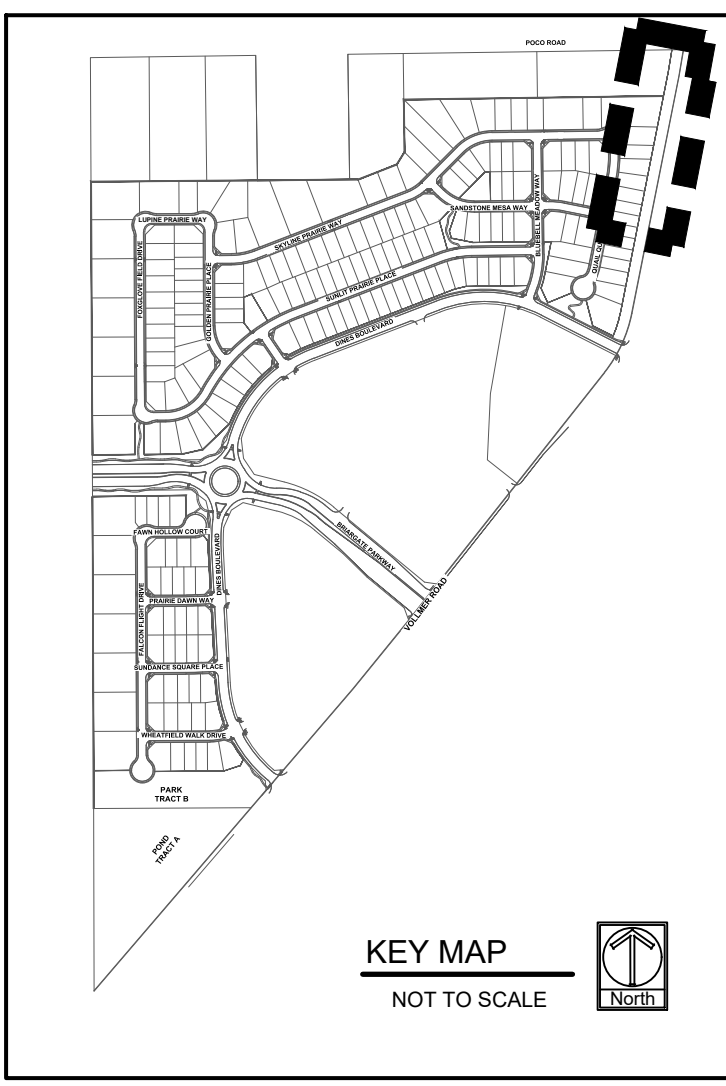 POCO ROAD
LUPINE PRAIRIE WAY
SKYLINE PRAIRIE WAY
SANDSTONE MESA WAY
BLUEBELL MEADOW WAY
QUAIL
FOXGLOVE FIELD DRIVE
GOLDEN PRAIRIE PLACE
SUNLIT PRAIRIE PLACE
DINES BOULEVARD
BRIARGATE PARKWAY
VOLLMER ROAD
FAWN HOLLOW COURT
DINES BOULEVARD
FALCON FLIGHT DRIVE
PRAIRIE DAWN WAY
SUNDANCE SQUARE PLACE
WHEATFIELD WALK DRIVE
PARK
TRACT B
POND
TRACT A
KEY MAP
NOT TO SCALE
North